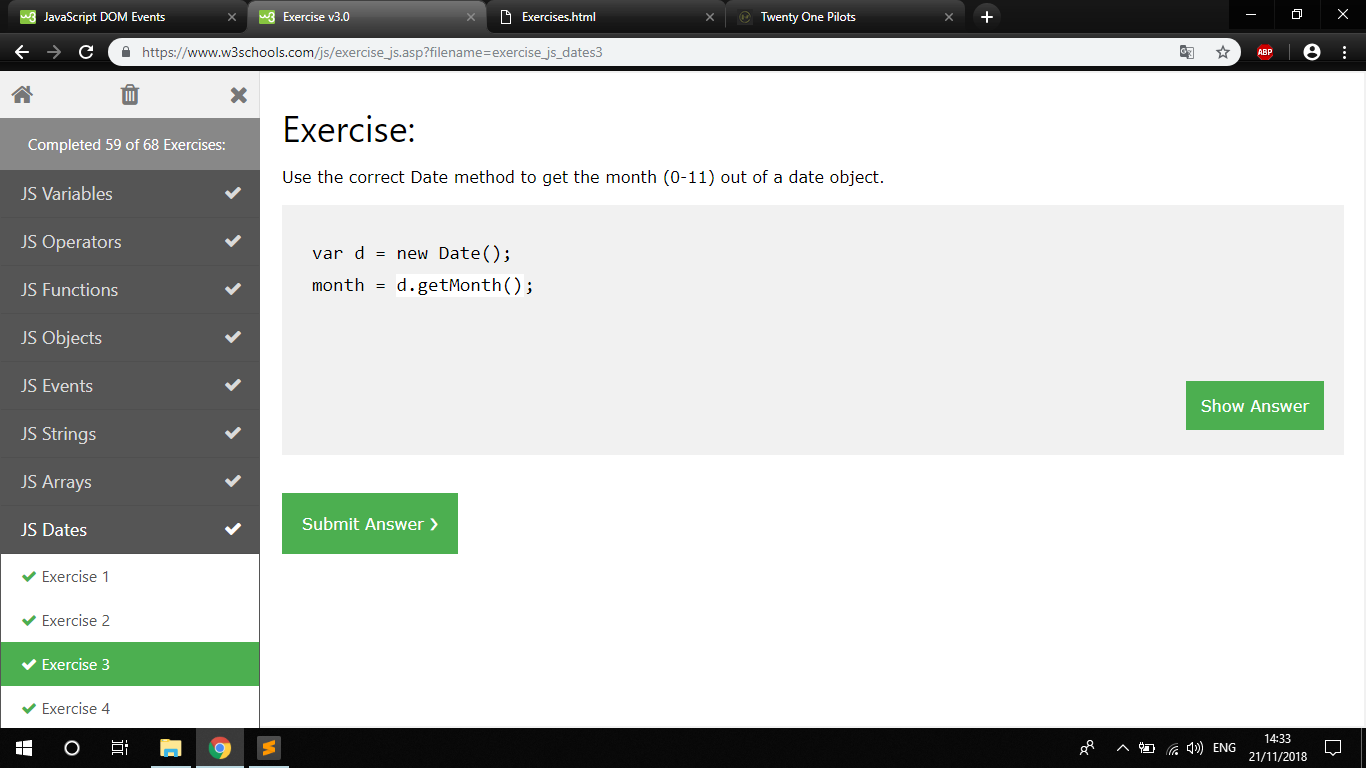 JavaScript DOM Events
Exercise v3.0
Exercises.html
Twenty One Pilots
https://www.w3schools.com/js/exercise_js.asp?filename=exercise_js_dates3
ABP
Completed 59 of 68 Exercises:
JS Variables
JS Operators
JS Functions
JS Objects
JS Events
JS Strings
JS Arrays
JS Dates
Exercise 1
Exercise 2
Exercise 3
Exercise 4
Exercise:
Use the correct Date method to get the month (0-11) out of a date object.
var d = new Date();
month = d.getMonth();
Show Answer
Submit Answer ❯
ENG
14:33
21/11/2018